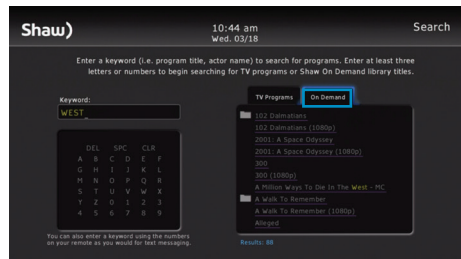 Shaw)
10:44 am
Wed. 03/18
Search
Enter a keyword (i.e. program title, actor name) to search for programs. Enter at least three
letters or numbers to begin searching for TV programs or Shaw On Demand library titles.
Keyword:
WEST_
DEL SPC CLR
A B C D E F
G H I J K L
M N O P Q R
S T U V W X
Y Z 0 1 2 3
4 5 6 7 8 9
You can also enter a keyword using the numbers
on your remote as you would for text messaging.
TV Programs On Demand
102 Dalmatians
102 Dalmatians (1080p)
2001: A Space Odyssey
2001: A Space Odyssey (1080p)
300
300 (1080p)
A Million Ways To Die In The West - MC
A Walk To Remember
A Walk To Remember (1080p)
Alleged
Results: 88